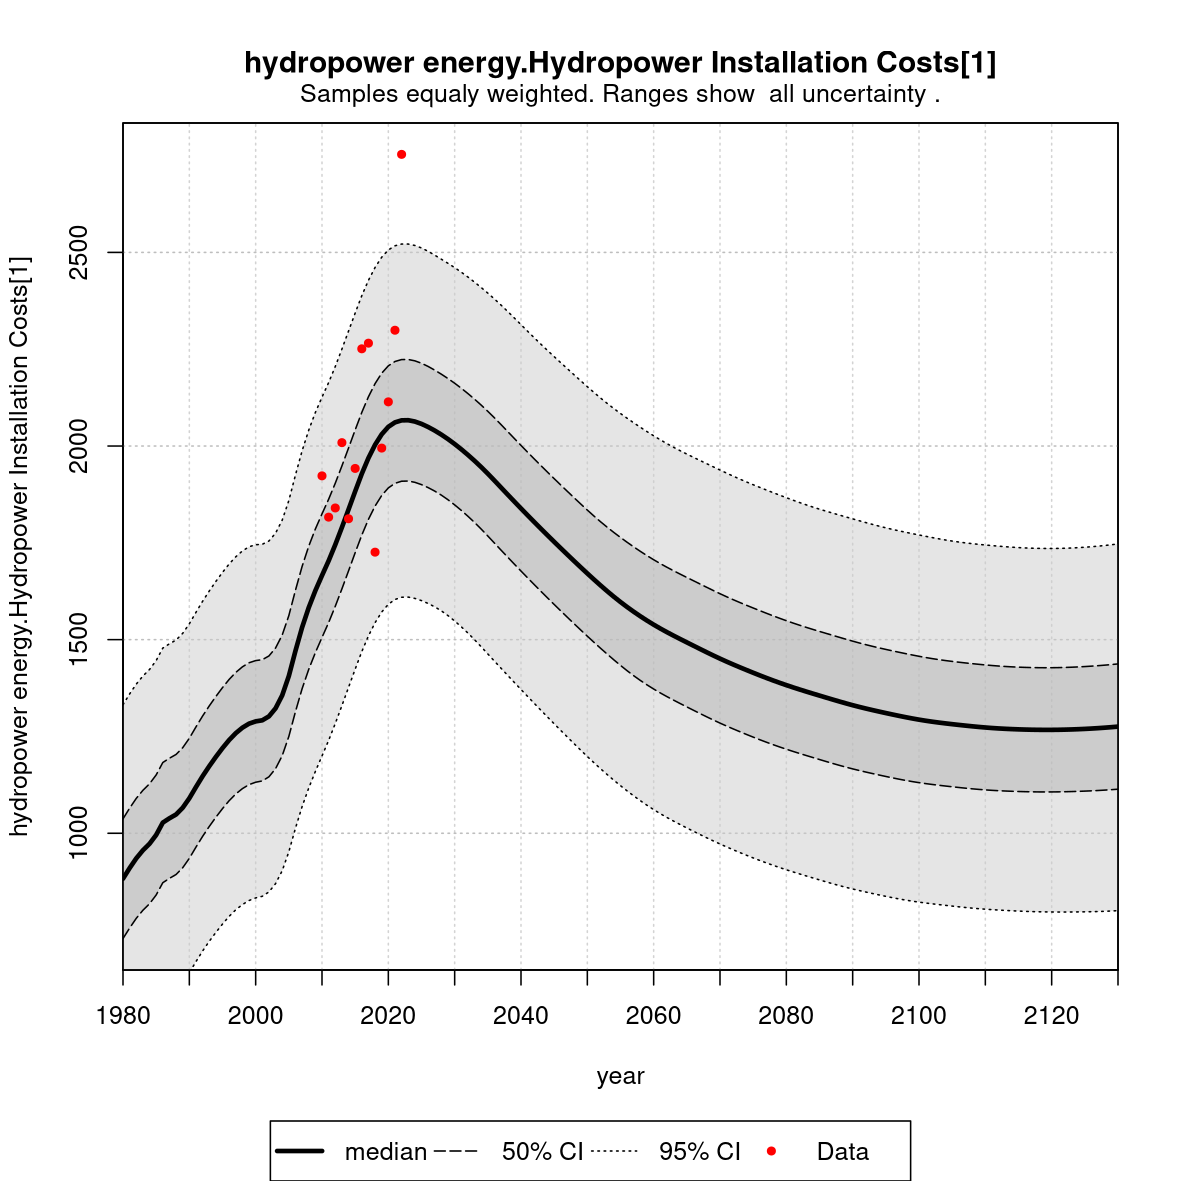 hydropower energy.Hydropower Installation Costs[1]
Samples equaly weighted. Ranges show  all uncertainty .
hydropower energy.Hydropower Installation Costs[1]
2500
2000
1500
1000
1980 2000 2020 2040 2060 2080 2100 2120
year
median 50% CI 95% CI Data